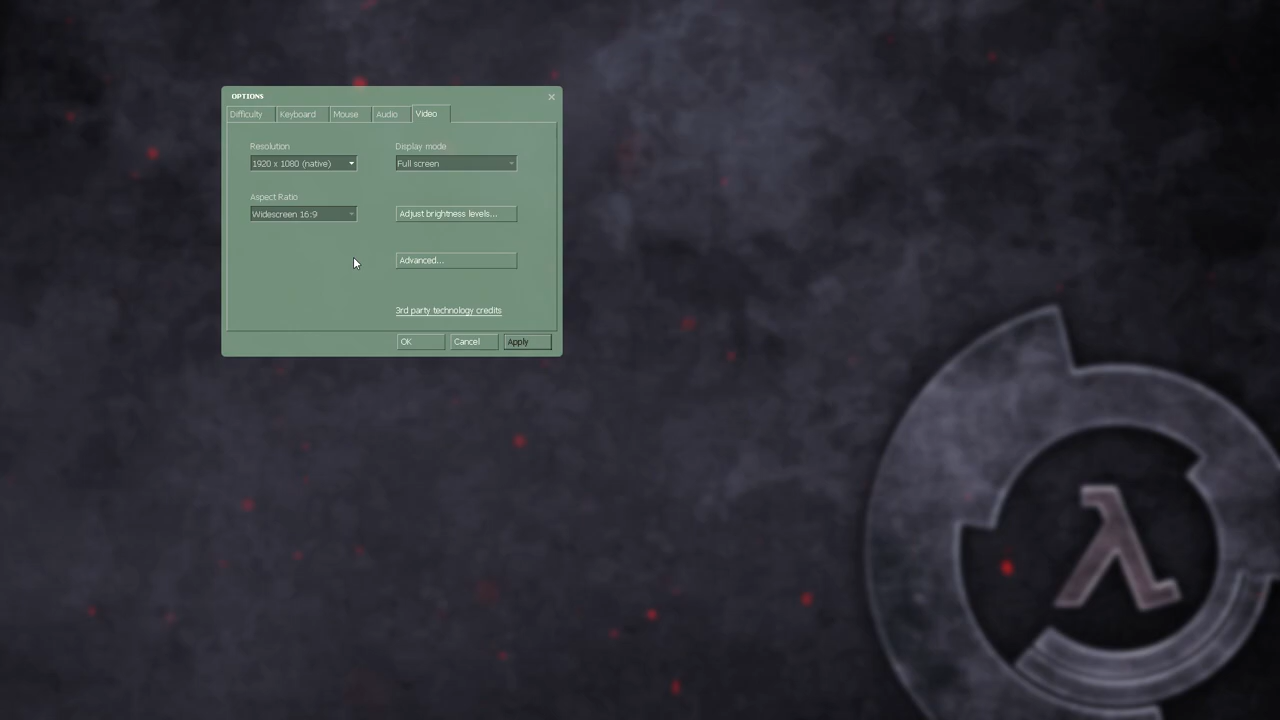 OPTIONS
Difficulty Keyboard Mouse Audio Video
Resolution Display mode
1920 x 1080 (native) Full screen
Aspect Ratio
Widescreen 16:9 Adjust brightness levels...
Advanced...
3rd party technology credits
OK Cancel Apply